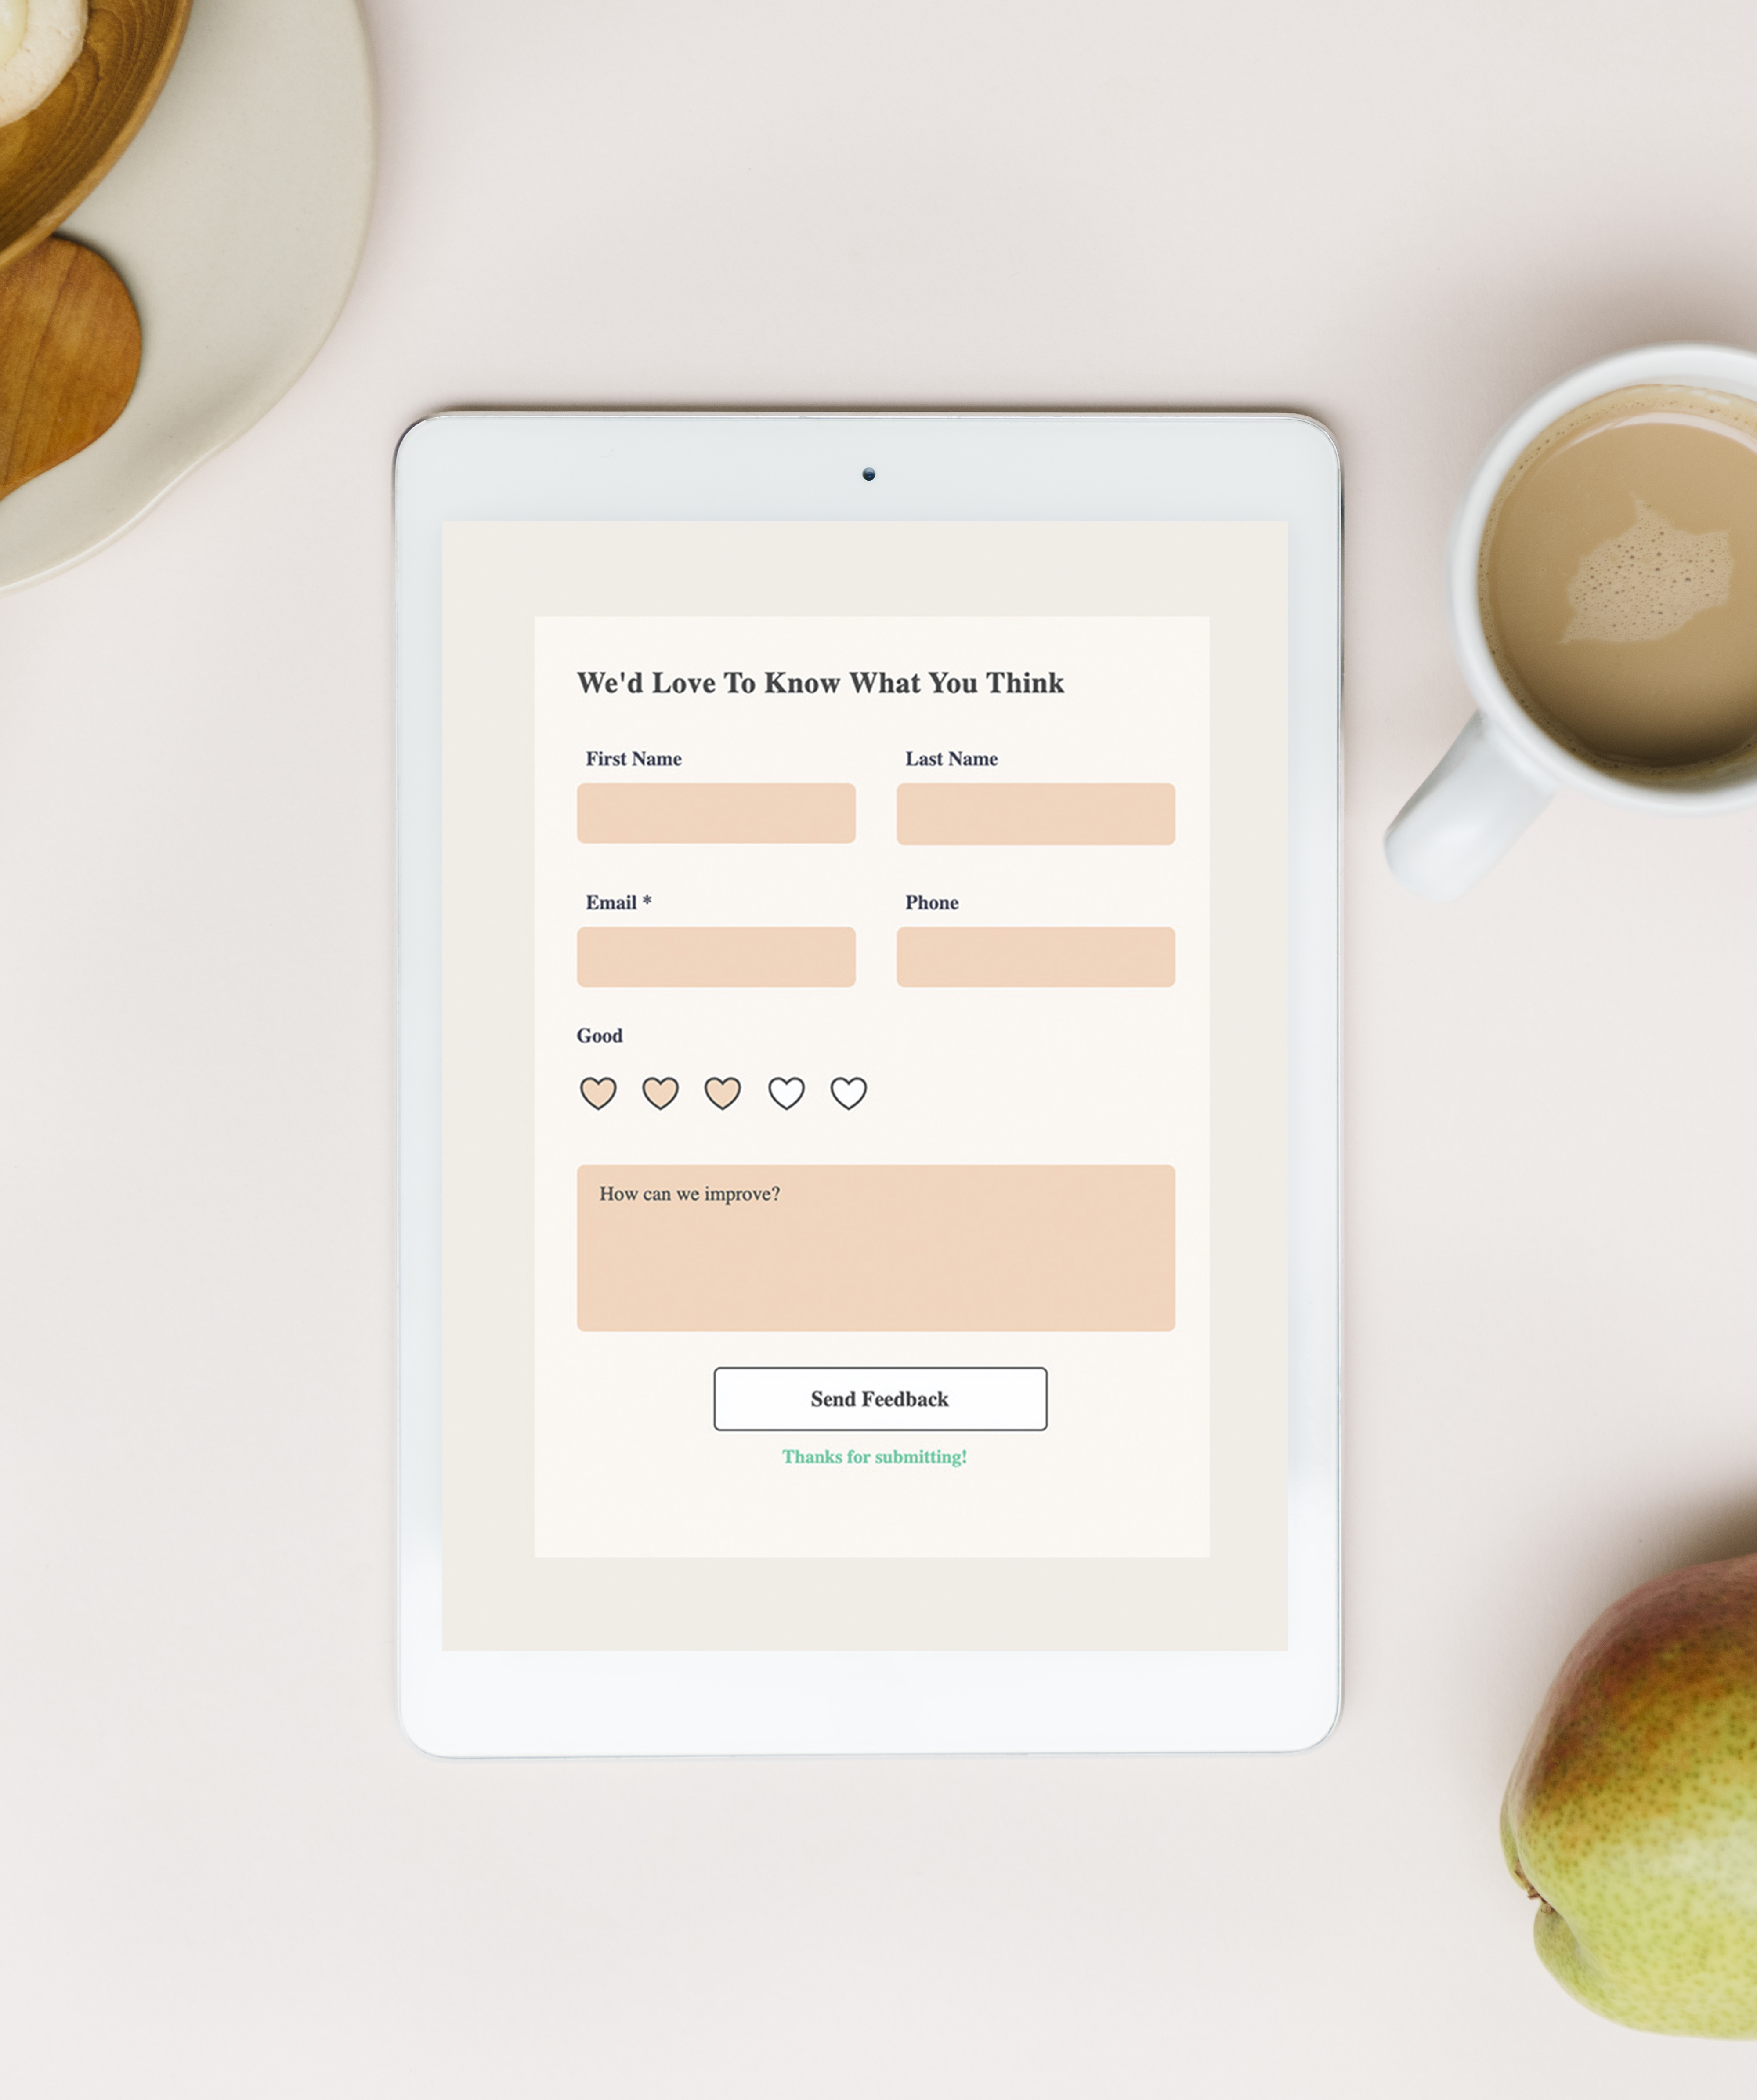 We'd Love To Know What You Think
First Name
Last Name
Email *
Phone
Good
How can we improve?
Send Feedback
Thanks for submitting!